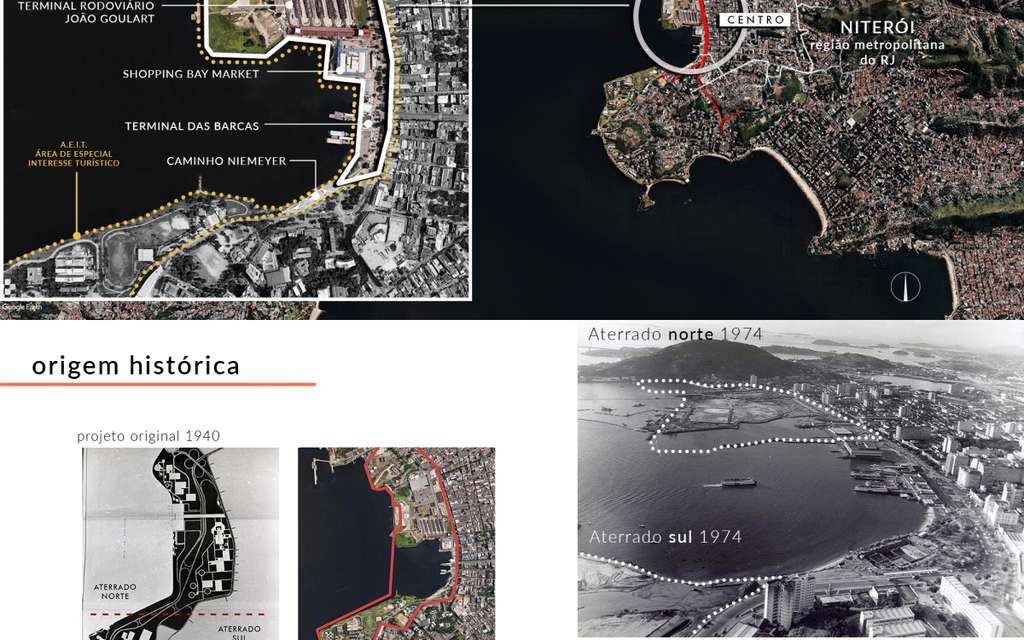 TERMINAL RODOVIÁRIO
JOÃO GOULART
SHOPPING BAY MARKET
TERMINAL DAS BARCAS
A.E.I.T.
ÁREA DE ESPECIAL
INTERESSE TURÍSTICO
CAMINHO NIEMEYER
Google Earth
CENTRO
NITERÓI
região metropolitana
do RJ
origem histórica
projeto original 1940
ATERRADO
NORTE
ATERRADO
SUL
Aterrado norte 1974
Aterrado sul 1974